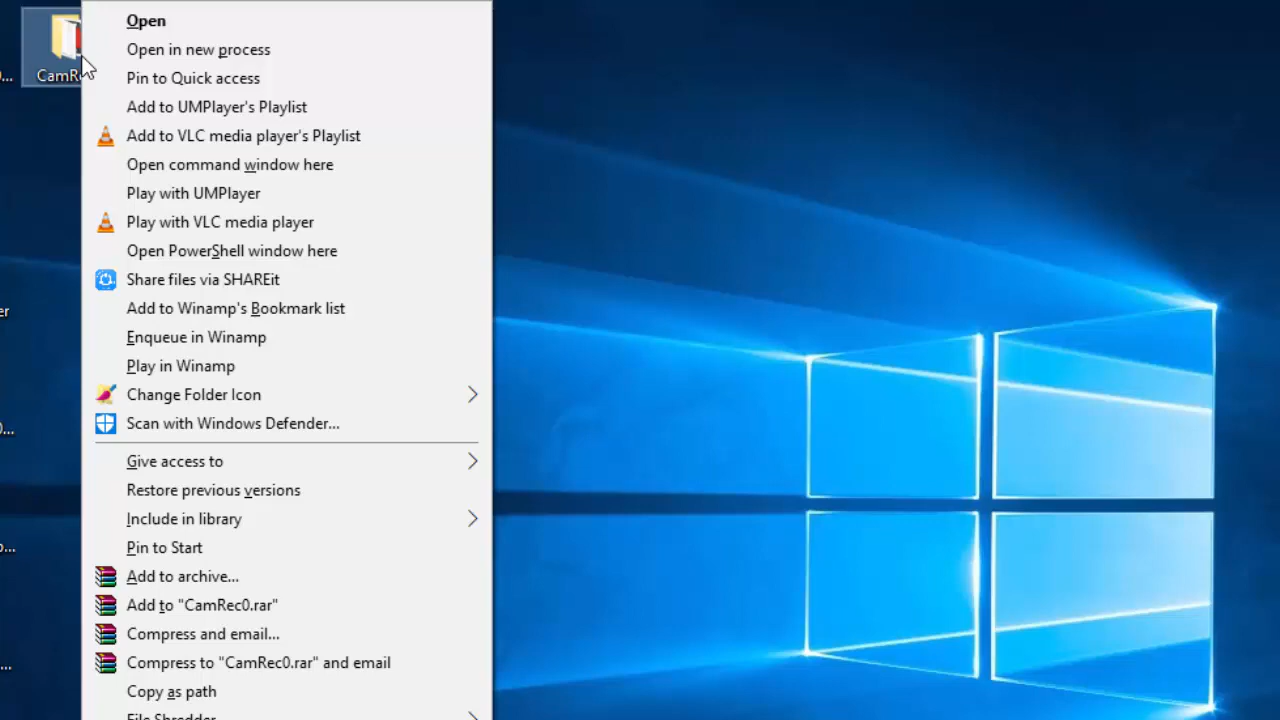 CamR
Open
Open in new process
Pin to Quick access
Add to UMPlayer's Playlist
Add to VLC media player's Playlist
Open command window here
Play with UMPlayer
Play with VLC media player
Open PowerShell window here
Share files via SHAREit
Add to Winamp's Bookmark list
Enqueue in Winamp
Play in Winamp
Change Folder Icon
Scan with Windows Defender...
Give access to
Restore previous versions
Include in library
Pin to Start
Add to archive...
Add to "CamRec0.rar"
Compress and email...
Compress to "CamRec0.rar" and email
Copy as path
File Shredder